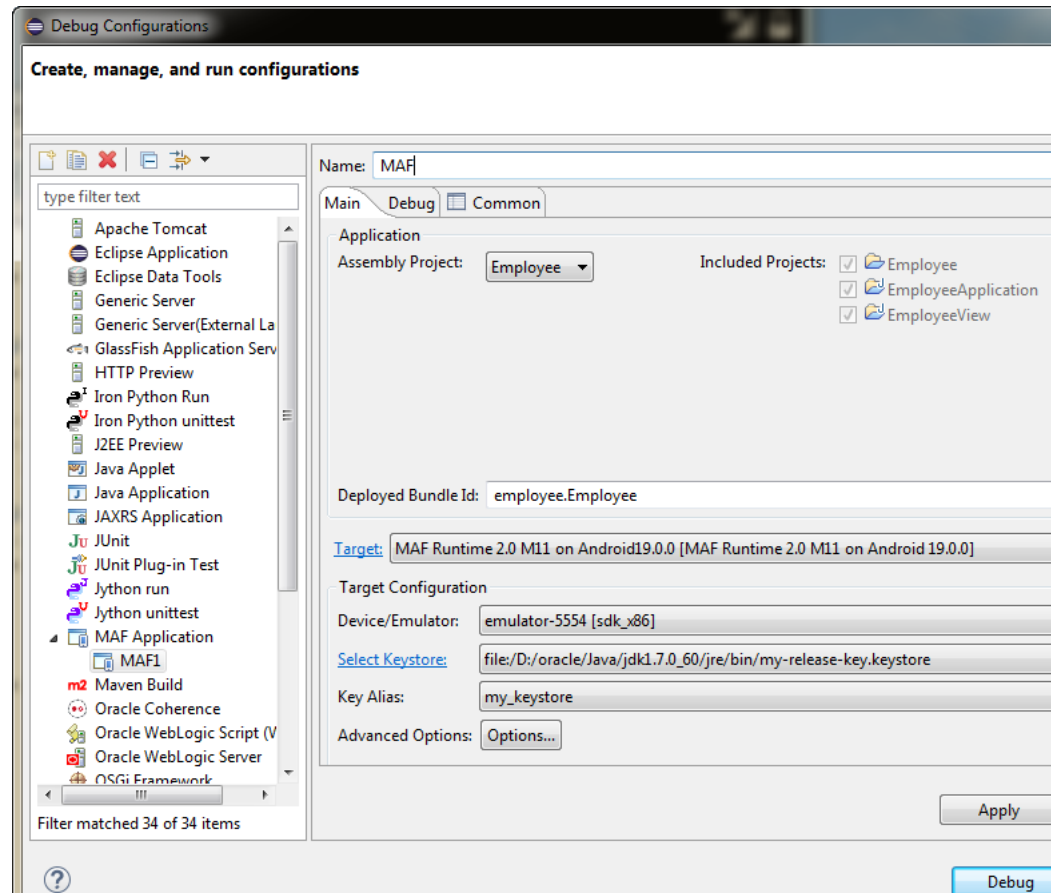 Debug Configurations
Create, manage, and run configurations
type filter text
Apache Tomcat
Eclipse Application
Eclipse Data Tools
Generic Server
Generic Server(External La
GlassFish Application Serv
HTTP Preview
Iron Python Run
Iron Python unittest
J2EE Preview
Java Applet
Java Application
JAXRS Application
Ju JUnit
JUnit Plug-in Test
Jython run
Jython unittest
MAF Application
MAF1
m2 Maven Build
Oracle Coherence
Oracle WebLogic Script (W
Oracle WebLogic Server
OSGi Framework
Filter matched 34 of 34 items
Name: MAF
Main Debug Common
Application
Assembly Project: Employee
Included Projects: Employee
EmployeeApplication
EmployeeView
Deployed Bundle Id: employee.Employee
Target: MAF Runtime 2.0 M11 on Android19.0.0 [MAF Runtime 2.0 M11 on Android 19.0.0]
Target Configuration
Device/Emulator: emulator-5554 [sdk_x86]
Select Keystore: file:/D:/oracle/Java/jdk1.7.0_60/jre/bin/my-release-key.keystore
Key Alias: my_keystore
Advanced Options: Options...
Apply
? Debug